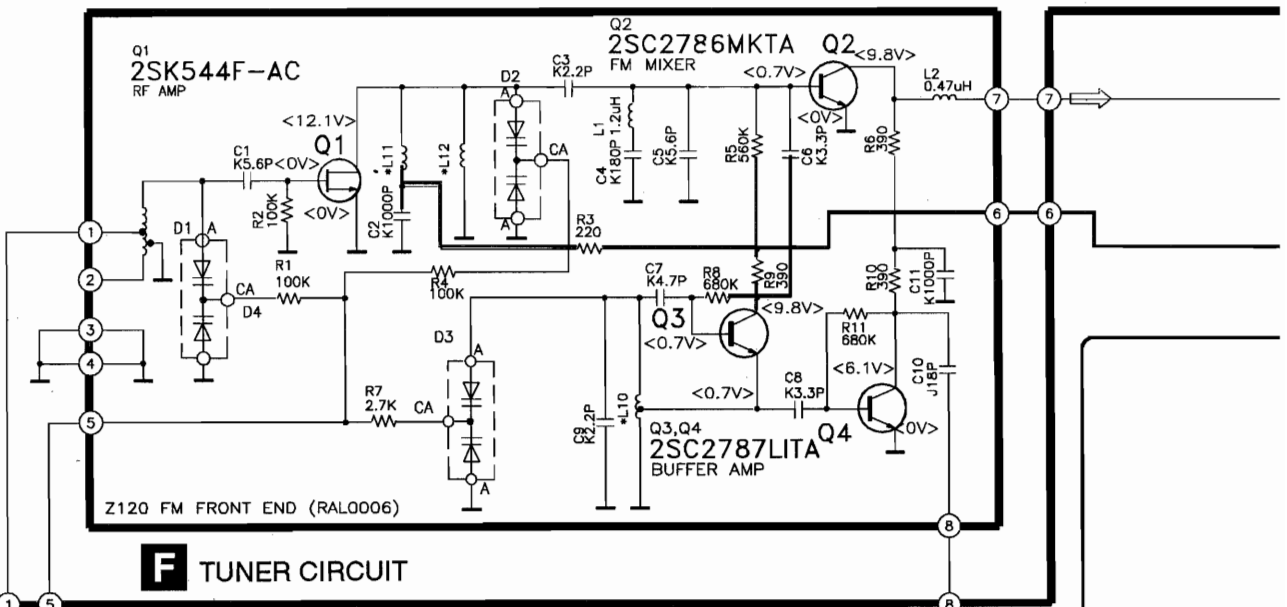 Q1
2SK544F-AC
RF AMP
Q2
2SC2786MKTA
FM MIXER
Q2
<9.8V>
<0.7V>
<0V>
L2
0.47uH
7
7
C3
K2.2P
D2
A
CA
A
<12.1V>
Q1
C1
K5.6P
<0V>
<0V>
R2
100K
*L11
C2
K1000P
*L12
L1
1.2uH
C4
K180P
C5
K5.6P
R5
560K
C6
K3.3P
R6
390
6
6
1
2
3
4
5
D1
A
CA
D4
R1
100K
R3
220
R4
100K
C7
K4.7P
R8
680K
R9
390
R10
390
C11
K1000P
Q3
<9.8V>
<0.7V>
<0.7V>
R11
680K
<6.1V>
C10
J18P
D3
A
CA
A
R7
2.7K
C9
K2.2P
*L10
C8
K3.3P
Q4
<0V>
Q3,Q4
2SC2787LITA
BUFFER AMP
Z120 FM FRONT END (RAL0006)
8
F TUNER CIRCUIT
1
5
8